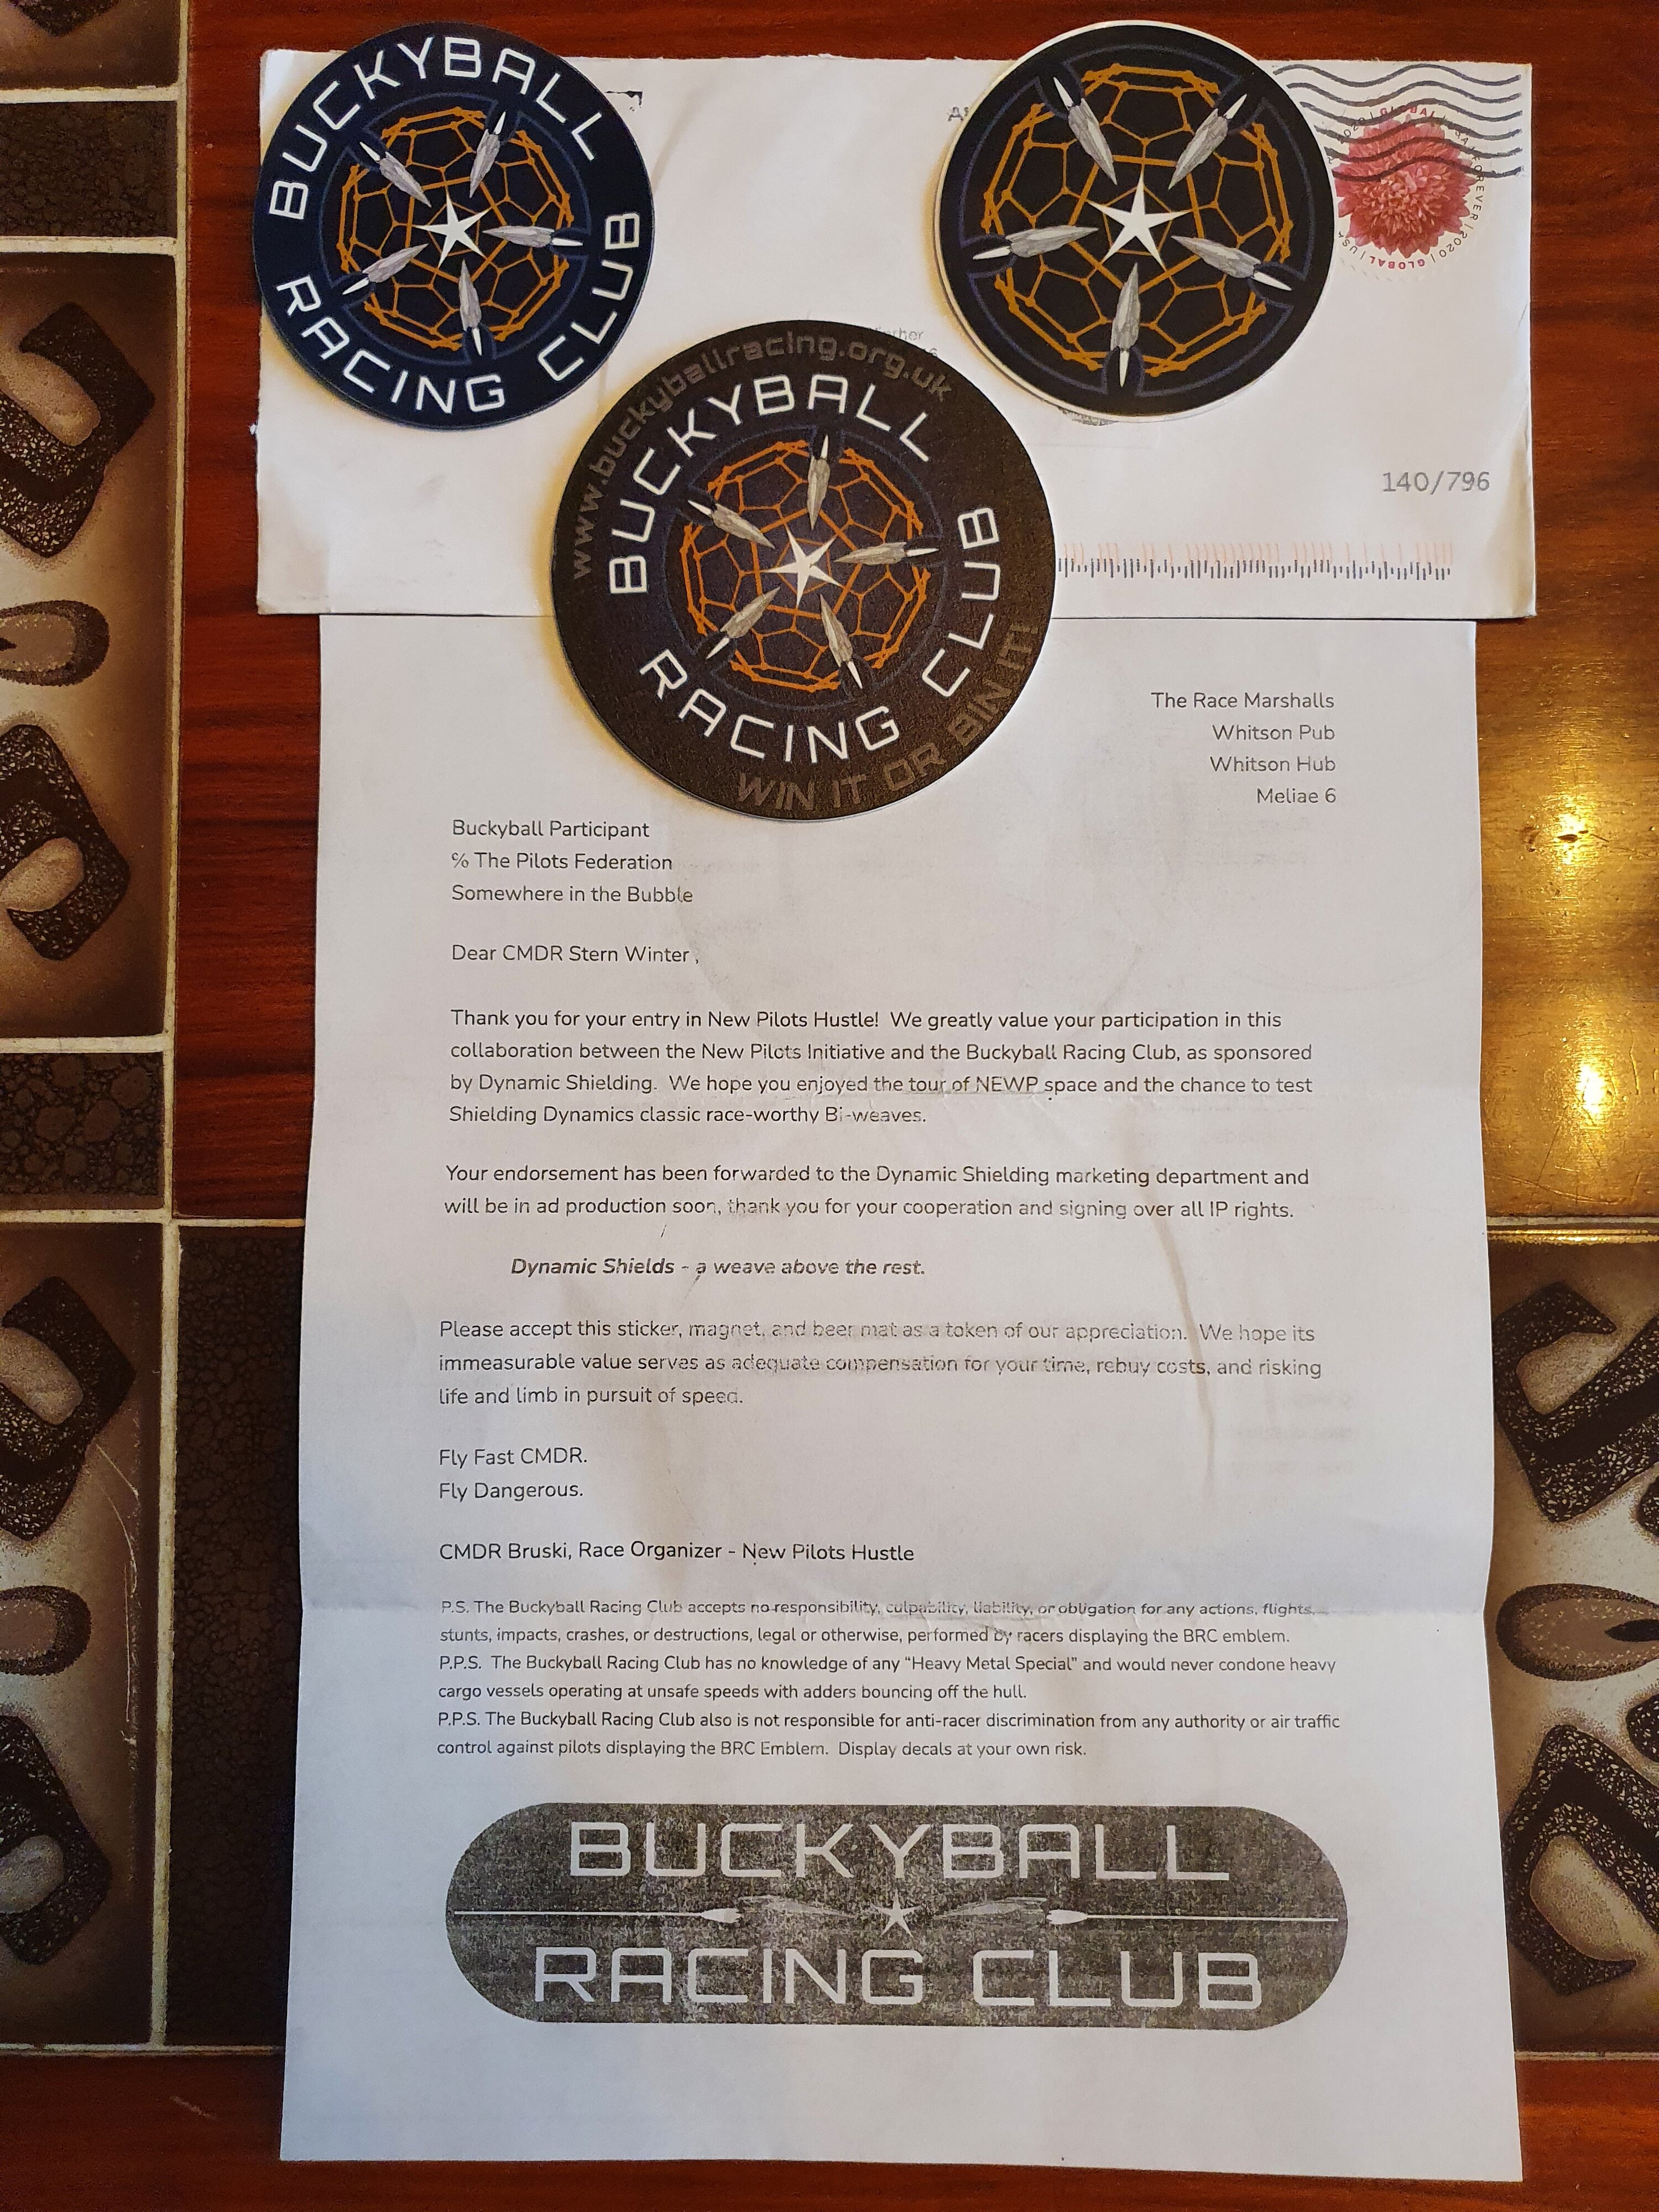 BUCKYBALL
RACING CLUB
GLOBAL | USA | FOREVER | 2020
140/796
www.buckyballracing.org.uk
BUCKYBALL
RACING CLUB
WIN IT OR BIN IT!
The Race Marshalls
Whitson Pub
Whitson Hub
Meliae 6
Buckyball Participant
℅ The Pilots Federation
Somewhere in the Bubble
Dear CMDR Stern Winter ,
Thank you for your entry in New Pilots Hustle! We greatly value your participation in this
collaboration between the New Pilots Initiative and the Buckyball Racing Club, as sponsored
by Dynamic Shielding. We hope you enjoyed the tour of NEWP space and the chance to test
Shielding Dynamics classic race-worthy Bi-weaves.
Your endorsement has been forwarded to the Dynamic Shielding marketing department and
will be in ad production soon, thank you for your cooperation and signing over all IP rights.
Dynamic Shields - a weave above the rest.
Please accept this sticker, magnet, and beer mat as a token of our appreciation. We hope its
immeasurable value serves as adequate compensation for your time, rebuy costs, and risking
life and limb in pursuit of speed.
Fly Fast CMDR.
Fly Dangerous.
CMDR Bruski, Race Organizer - New Pilots Hustle
P.S. The Buckyball Racing Club accepts no responsibility, culpability, liability, or obligation for any actions, flights,
stunts, impacts, crashes, or destructions, legal or otherwise, performed by racers displaying the BRC emblem.
P.P.S. The Buckyball Racing Club has no knowledge of any “Heavy Metal Special” and would never condone heavy
cargo vessels operating at unsafe speeds with adders bouncing off the hull.
P.P.S. The Buckyball Racing Club also is not responsible for anti-racer discrimination from any authority or air traffic
control against pilots displaying the BRC Emblem. Display decals at your own risk.
BUCKYBALL
RACING CLUB